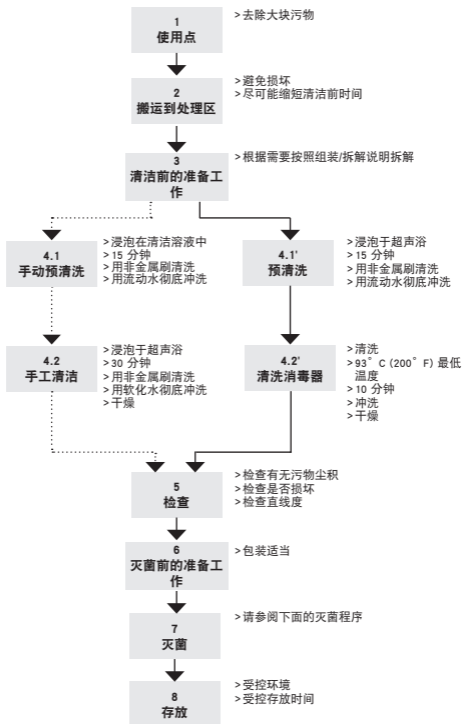 1
使用点
>去除大块污物
2
搬运到处理区
>避免损坏
>尽可能缩短清洁前时间
3
清洁前的准备工
作
>根据需要按照组装/拆解说明拆解
4.1
手动预清洗
>浸泡在清洁溶液中
>15 分钟
>用非金属刷清洗
>用流动水彻底冲洗
4.1'
预清洗
>浸泡于超声浴
>15 分钟
>用非金属刷清洗
>用流动水彻底冲洗
4.2
手工清洁
>浸泡于超声浴
>30 分钟
>用非金属刷清洗
>用软化水彻底冲洗
>干燥
4.2'
清洗消毒器
>清洗
>93°C (200°F) 最低
温度
>10 分钟
>冲洗
>干燥
5
检查
>检查有无污物尘积
>检查是否损坏
>检查直线度
6
灭菌前的准备工
作
>包装适当
7
灭菌
>请参阅下面的灭菌程序
8
存放
>受控环境
>受控存放时间